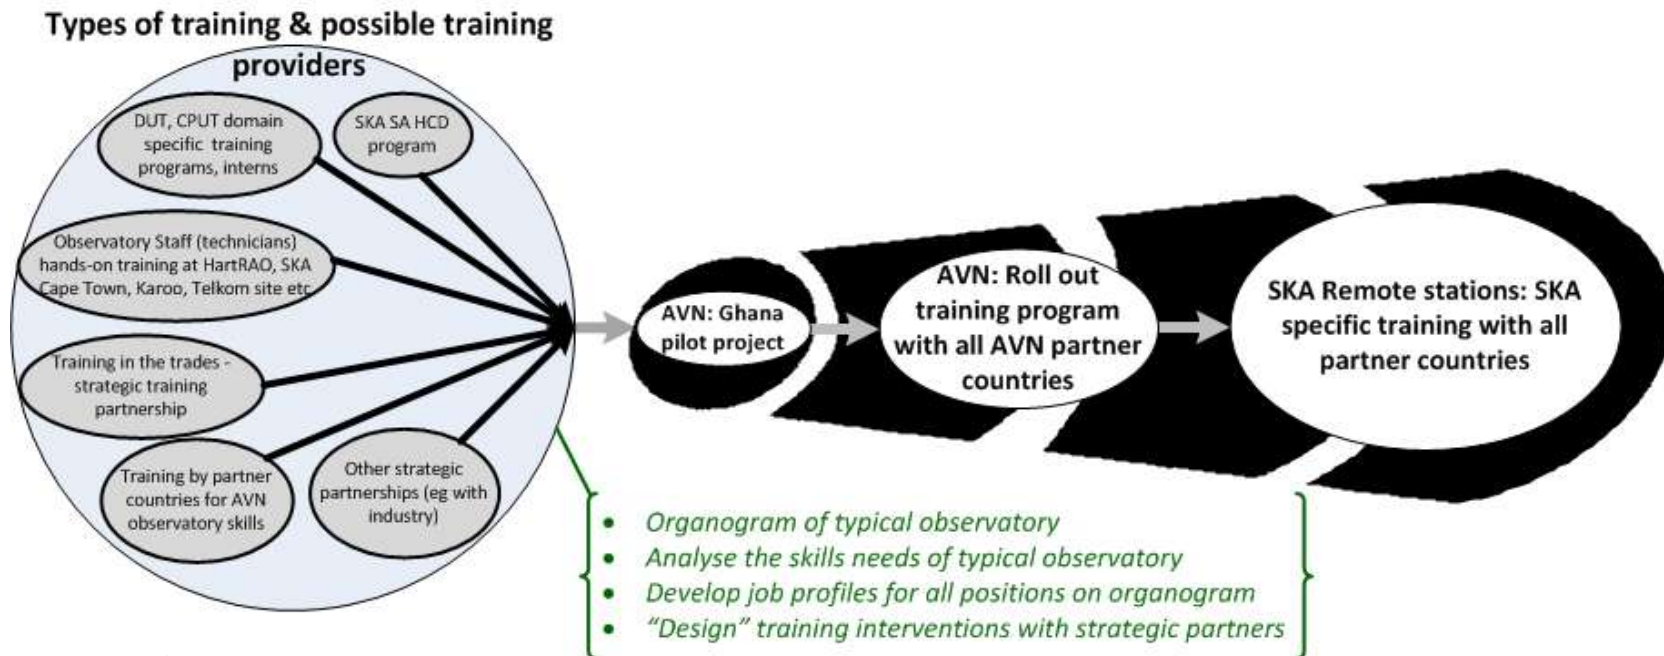 Types of training & possible training
providers
DUT, CPUT domain
specific training
programs, interns
SKA SA HCD
program
Observatory Staff (technicians)
hands-on training at HartRAO, SKA
Cape Town, Karoo, Telkom site etc
Training in the trades -
strategic training
partnership
Training by partner
countries for AVN
observatory skills
Other strategic
partnerships (eg with
industry)
AVN: Ghana
pilot project
AVN: Roll out
training program
with all AVN partner
countries
SKA Remote stations: SKA
specific training with all
partner countries
• Organogram of typical observatory
• Analyse the skills needs of typical observatory
• Develop job profiles for all positions on organogram
• “Design” training interventions with strategic partners